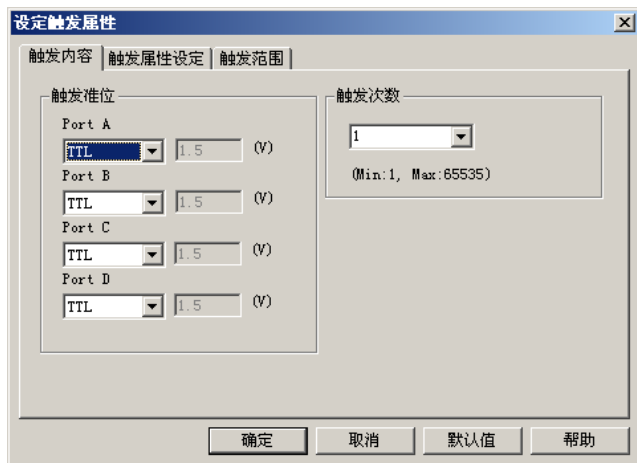 设定触发属性
触发内容 触发属性设定 触发范围
触发准位
Port A
TTL 1.5 (V)
Port B
TTL 1.5 (V)
Port C
TTL 1.5 (V)
Port D
TTL 1.5 (V)
触发次数
1
(Min:1, Max:65535)
确定 取消 默认值 帮助